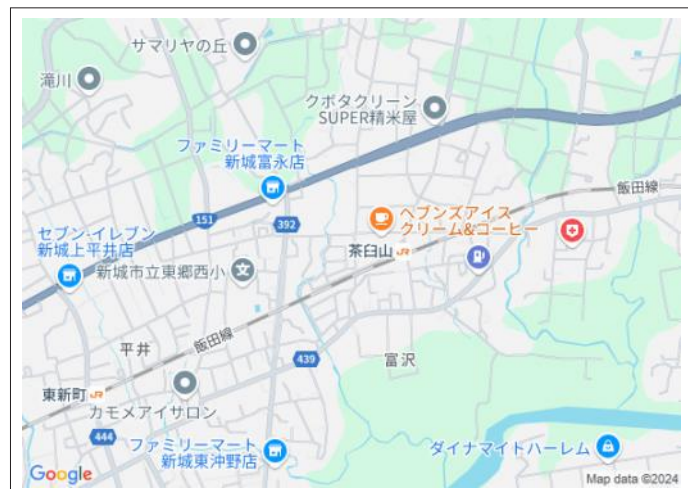 サマリヤの丘
滝川
クボタクリーン
SUPER精米屋
ファミリーマート
新城富永店
飯田線
151
392
ヘブンズアイス
クリーム&コーヒー
セブン-イレブン
新城上平井店
茶臼山 JR
新城市立東郷西小
文
飯田線
平井
439
富沢
東新町 JR
カモメアイサロン
444
ファミリーマート
新城東沖野店
ダイナマイトハーレム
Google
Map data ©2024